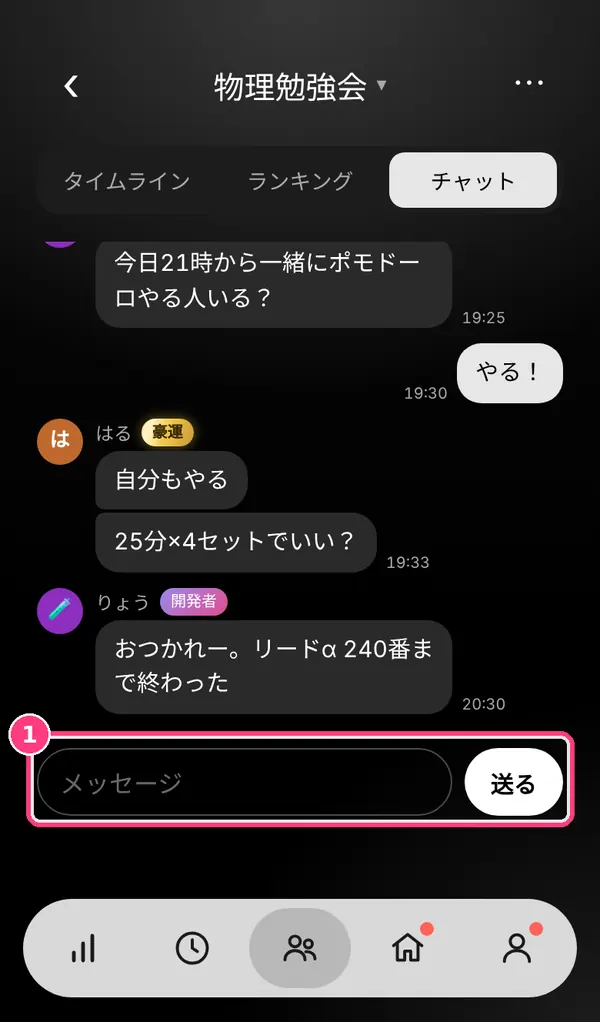 物理勉強会 ▾
タイムライン ランキング チャット
今日21時から一緒にポモドー
ロやる人いる？
19:25
やる！
19:30
は
はる 豪運
自分もやる
25分×4セットでいい？
19:33
りょう 開発者
おつかれー。リードα 240番ま
で終わった
20:30
1
メッセージ 送る